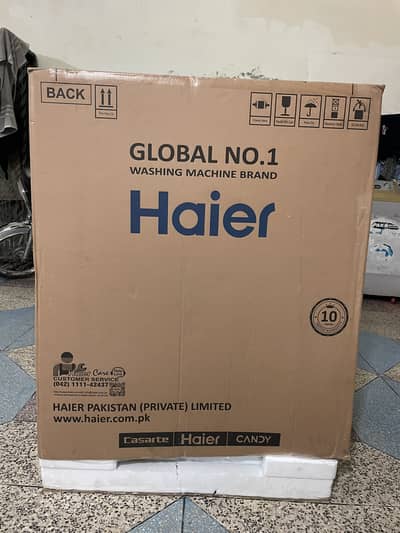 BACK
GLOBAL NO.1
WASHING MACHINE BRAND
Haier
10
Care
CUSTOMER SERVICE
(042) 1111-42437
HAIER PAKISTAN (PRIVATE) LIMITED
www.haier.com.pk
Casarte Haier CANDY